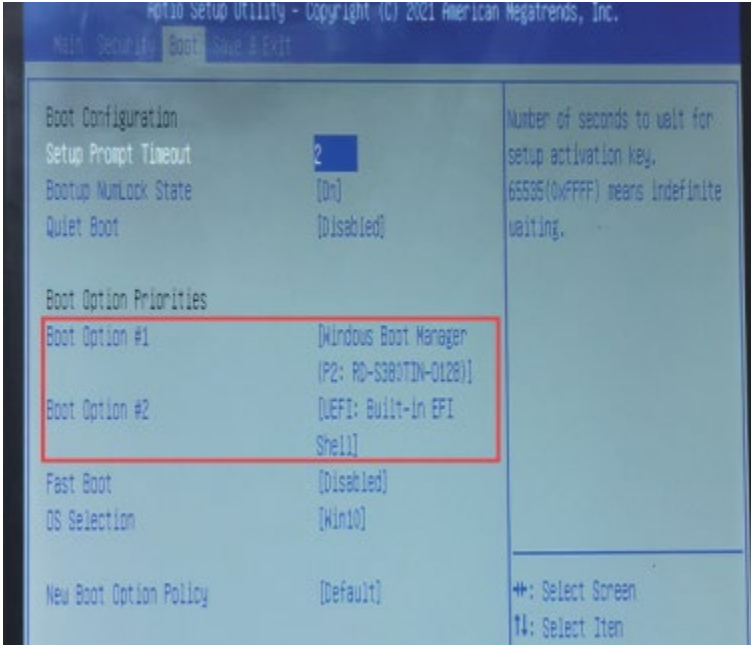 Aptio Setup Utility - Copyright (C) 2021 American Megatrends, Inc.
Main Security Boot Save & Exit
Boot Configuration
Setup Prompt Timeout 2
Bootup NumLock State [On]
Quiet Boot [Disabled]
Boot Option Priorities
Boot Option #1 [Windows Boot Manager
(P2: RD-S380TIN-0128)]
Boot Option #2 [UEFI: Built-in EFI
Shell]
Fast Boot [Disabled]
OS Selection [Win10]
New Boot Option Policy [Default]
Number of seconds to wait for
setup activation key.
65535(0xFFFF) means indefinite
waiting.
→←: Select Screen
↑↓: Select Item